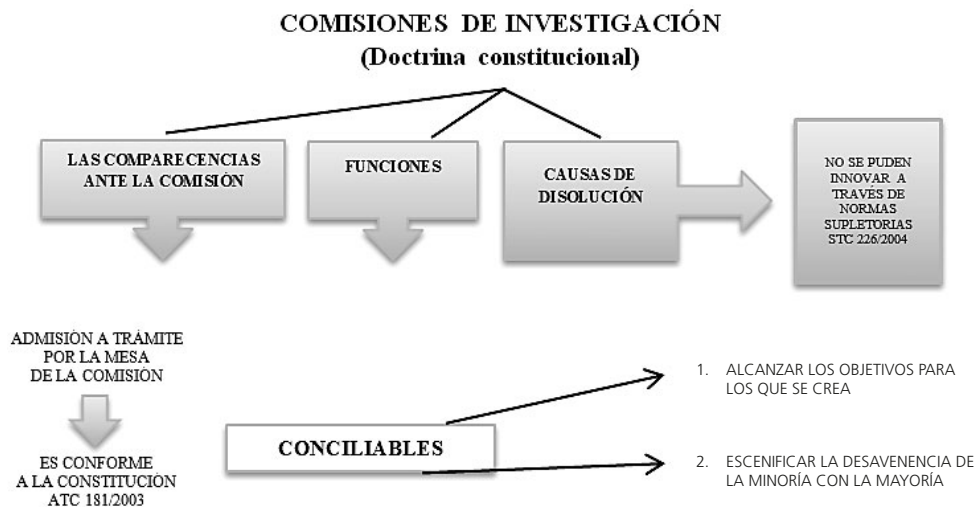 COMISIONES DE INVESTIGACIÓN
(Doctrina constitucional)
LAS COMPARECENCIAS
ANTE LA COMISIÓN
FUNCIONES
CAUSAS DE
DISOLUCIÓN
NO SE PUDEN
INNOVAR A
TRAVÉS DE
NORMAS
SUPLETORIAS
STC 226/2004
ADMISIÓN A TRÁMITE
POR LA MESA
DE LA COMISIÓN
ES CONFORME
A LA CONSTITUCIÓN
ATC 181/2003
CONCILIABLES
1. ALCANZAR LOS OBJETIVOS PARA
LOS QUE SE CREA
2. ESCENIFICAR LA DESAVENENCIA DE
LA MINORÍA CON LA MAYORÍA